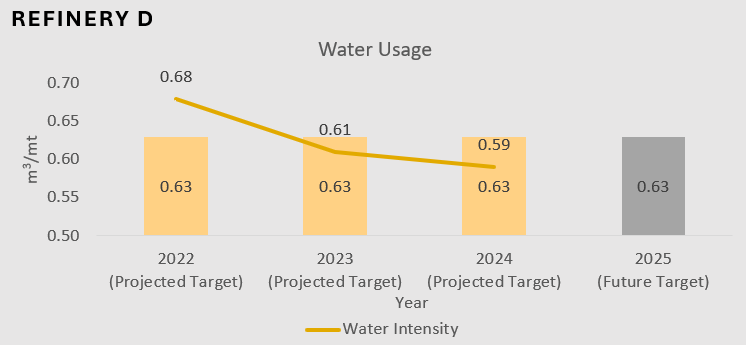 REFINERY D
Water Usage
0.70
0.65
0.60
0.55
0.50
m³/mt
0.68
0.61
0.59
0.63
0.63
0.63
0.63
2022
(Projected Target)
2023
(Projected Target)
2024
(Projected Target)
2025
(Future Target)
Year
Water Intensity